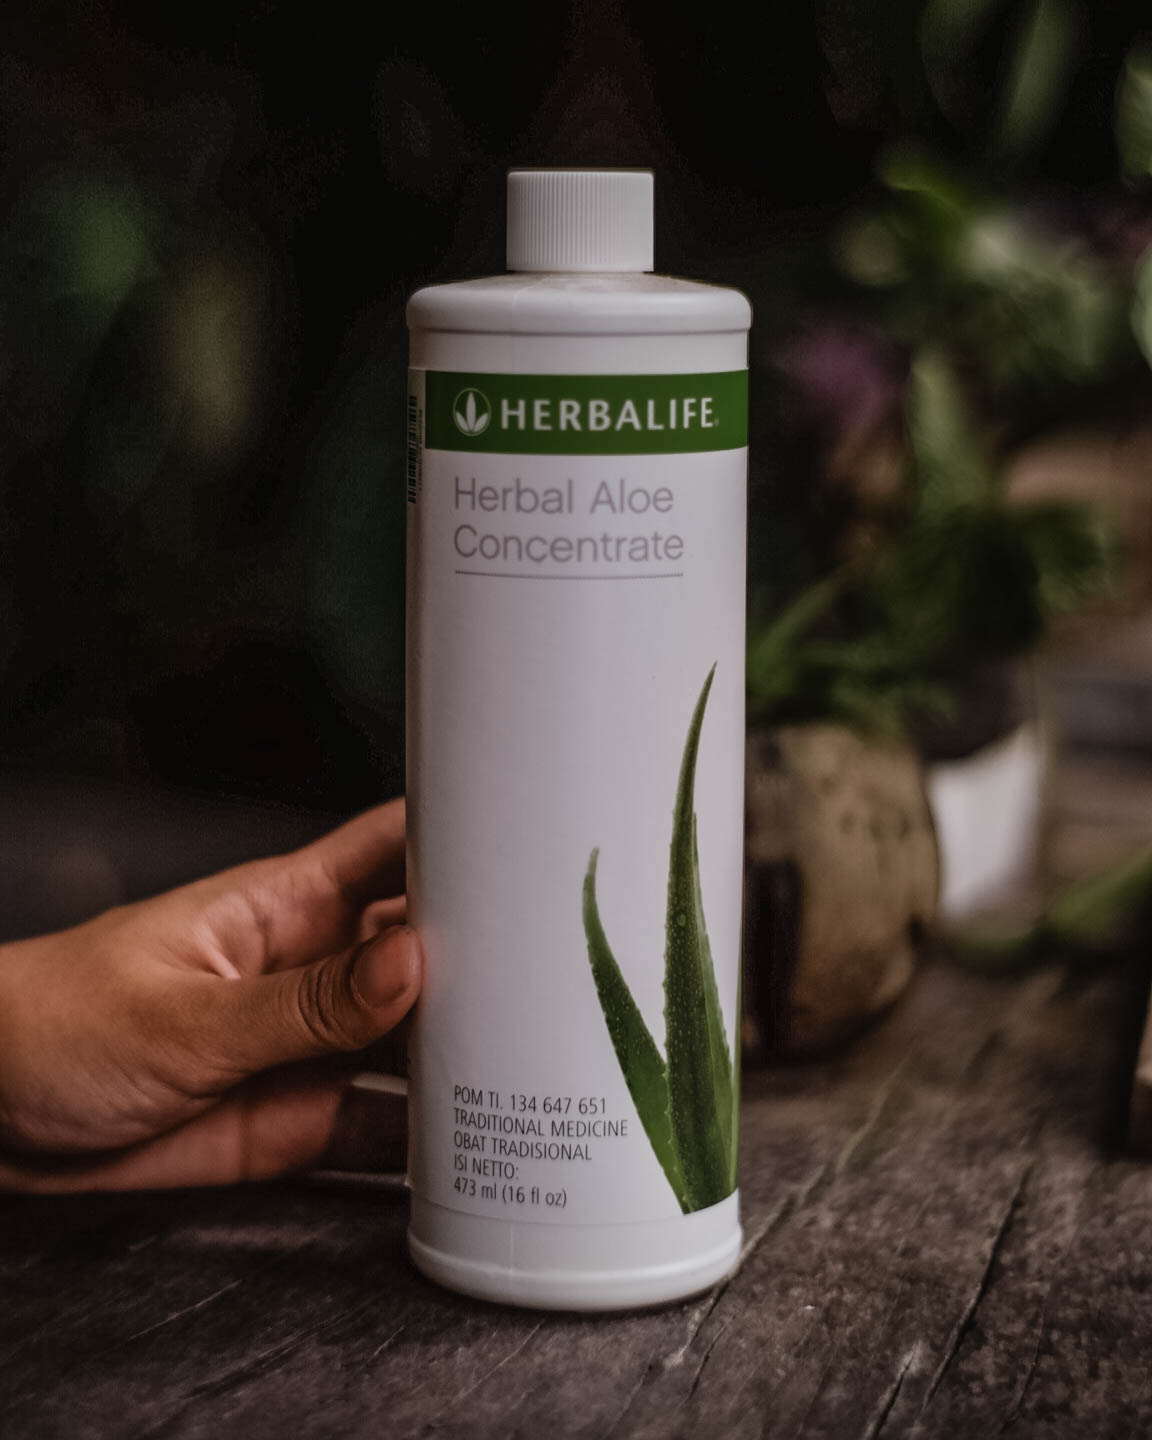 HERBALIFE®
Herbal Aloe
Concentrate
POM TI. 134 647 651
TRADITIONAL MEDICINE
OBAT TRADISIONAL
ISI NETTO:
473 ml (16 fl oz)